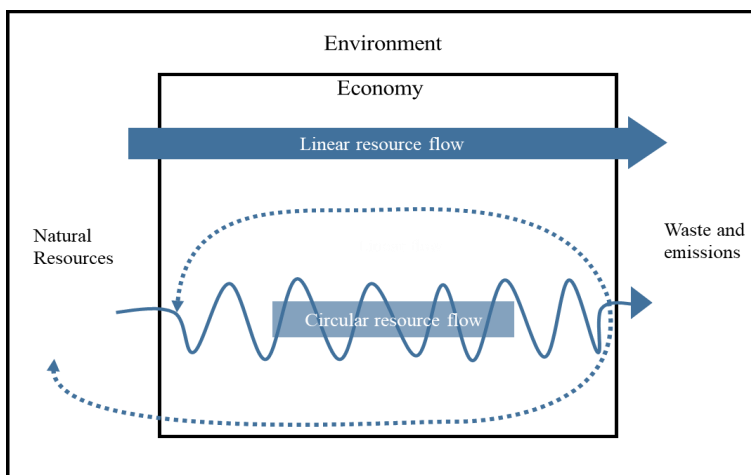 Environment
Economy
Linear resource flow
Natural
Resources
Waste and
emissions
Circular resource flow